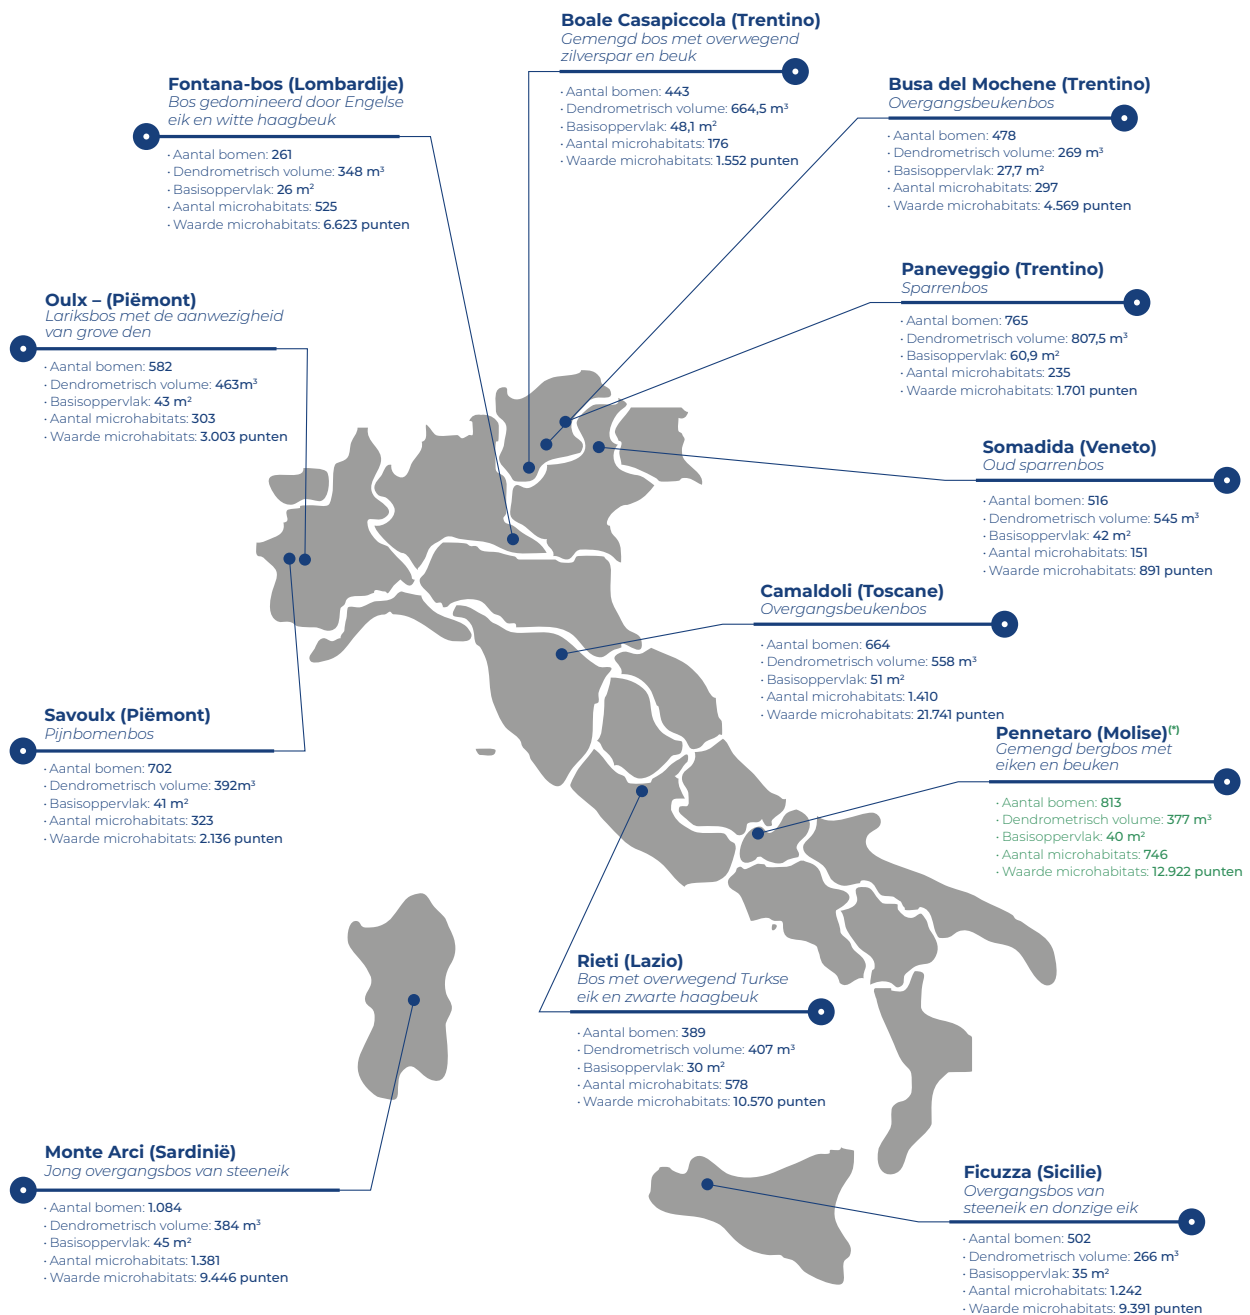 Boale Casapiccola (Trentino)
Gemengd bos met overwegend
zilverspar en beuk
· Aantal bomen: 443
· Dendrometrisch volume: 664,5 m³
· Basisoppervlak: 48,1 m²
· Aantal microhabitats: 176
· Waarde microhabitats: 1.552 punten
Fontana-bos (Lombardije)
Bos gedomineerd door Engelse
eik en witte haagbeuk
· Aantal bomen: 261
· Dendrometrisch volume: 348 m³
· Basisoppervlak: 26 m²
· Aantal microhabitats: 525
· Waarde microhabitats: 6.623 punten
Busa del Mochene (Trentino)
Overgangsbeukenbos
· Aantal bomen: 478
· Dendrometrisch volume: 269 m³
· Basisoppervlak: 27,7 m²
· Aantal microhabitats: 297
· Waarde microhabitats: 4.569 punten
Paneveggio (Trentino)
Sparrenbos
· Aantal bomen: 765
· Dendrometrisch volume: 807,5 m³
· Basisoppervlak: 60,9 m²
· Aantal microhabitats: 235
· Waarde microhabitats: 1.701 punten
Oulx – (Piëmont)
Lariksbos met de aanwezigheid
van grove den
· Aantal bomen: 582
· Dendrometrisch volume: 463m³
· Basisoppervlak: 43 m²
· Aantal microhabitats: 303
· Waarde microhabitats: 3.003 punten
Somadida (Veneto)
Oud sparrenbos
· Aantal bomen: 516
· Dendrometrisch volume: 545 m³
· Basisoppervlak: 42 m²
· Aantal microhabitats: 151
· Waarde microhabitats: 891 punten
Camaldoli (Toscane)
Overgangsbeukenbos
· Aantal bomen: 664
· Dendrometrisch volume: 558 m³
· Basisoppervlak: 51 m²
· Aantal microhabitats: 1.410
· Waarde microhabitats: 21.741 punten
Savoulx (Piëmont)
Pijnbomenbos
· Aantal bomen: 702
· Dendrometrisch volume: 392m³
· Basisoppervlak: 41 m²
· Aantal microhabitats: 323
· Waarde microhabitats: 2.136 punten
Pennetaro (Molise)(*)
Gemengd bergbos met
eiken en beuken
· Aantal bomen: 813
· Dendrometrisch volume: 377 m³
· Basisoppervlak: 40 m²
· Aantal microhabitats: 746
· Waarde microhabitats: 12.922 punten
Rieti (Lazio)
Bos met overwegend Turkse
eik en zwarte haagbeuk
· Aantal bomen: 389
· Dendrometrisch volume: 407 m³
· Basisoppervlak: 30 m²
· Aantal microhabitats: 578
· Waarde microhabitats: 10.570 punten
Monte Arci (Sardinië)
Jong overgangsbos van steeneik
· Aantal bomen: 1.084
· Dendrometrisch volume: 384 m³
· Basisoppervlak: 45 m²
· Aantal microhabitats: 1.381
· Waarde microhabitats: 9.446 punten
Ficuzza (Sicilie)
Overgangsbos van
steeneik en donzige eik
· Aantal bomen: 502
· Dendrometrisch volume: 266 m³
· Basisoppervlak: 35 m²
· Aantal microhabitats: 1.242
· Waarde microhabitats: 9.391 punten